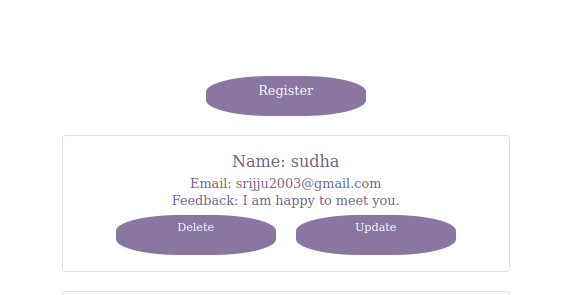 Register
Name: sudha
Email: srijju2003@gmail.com
Feedback: I am happy to meet you.
Delete
Update